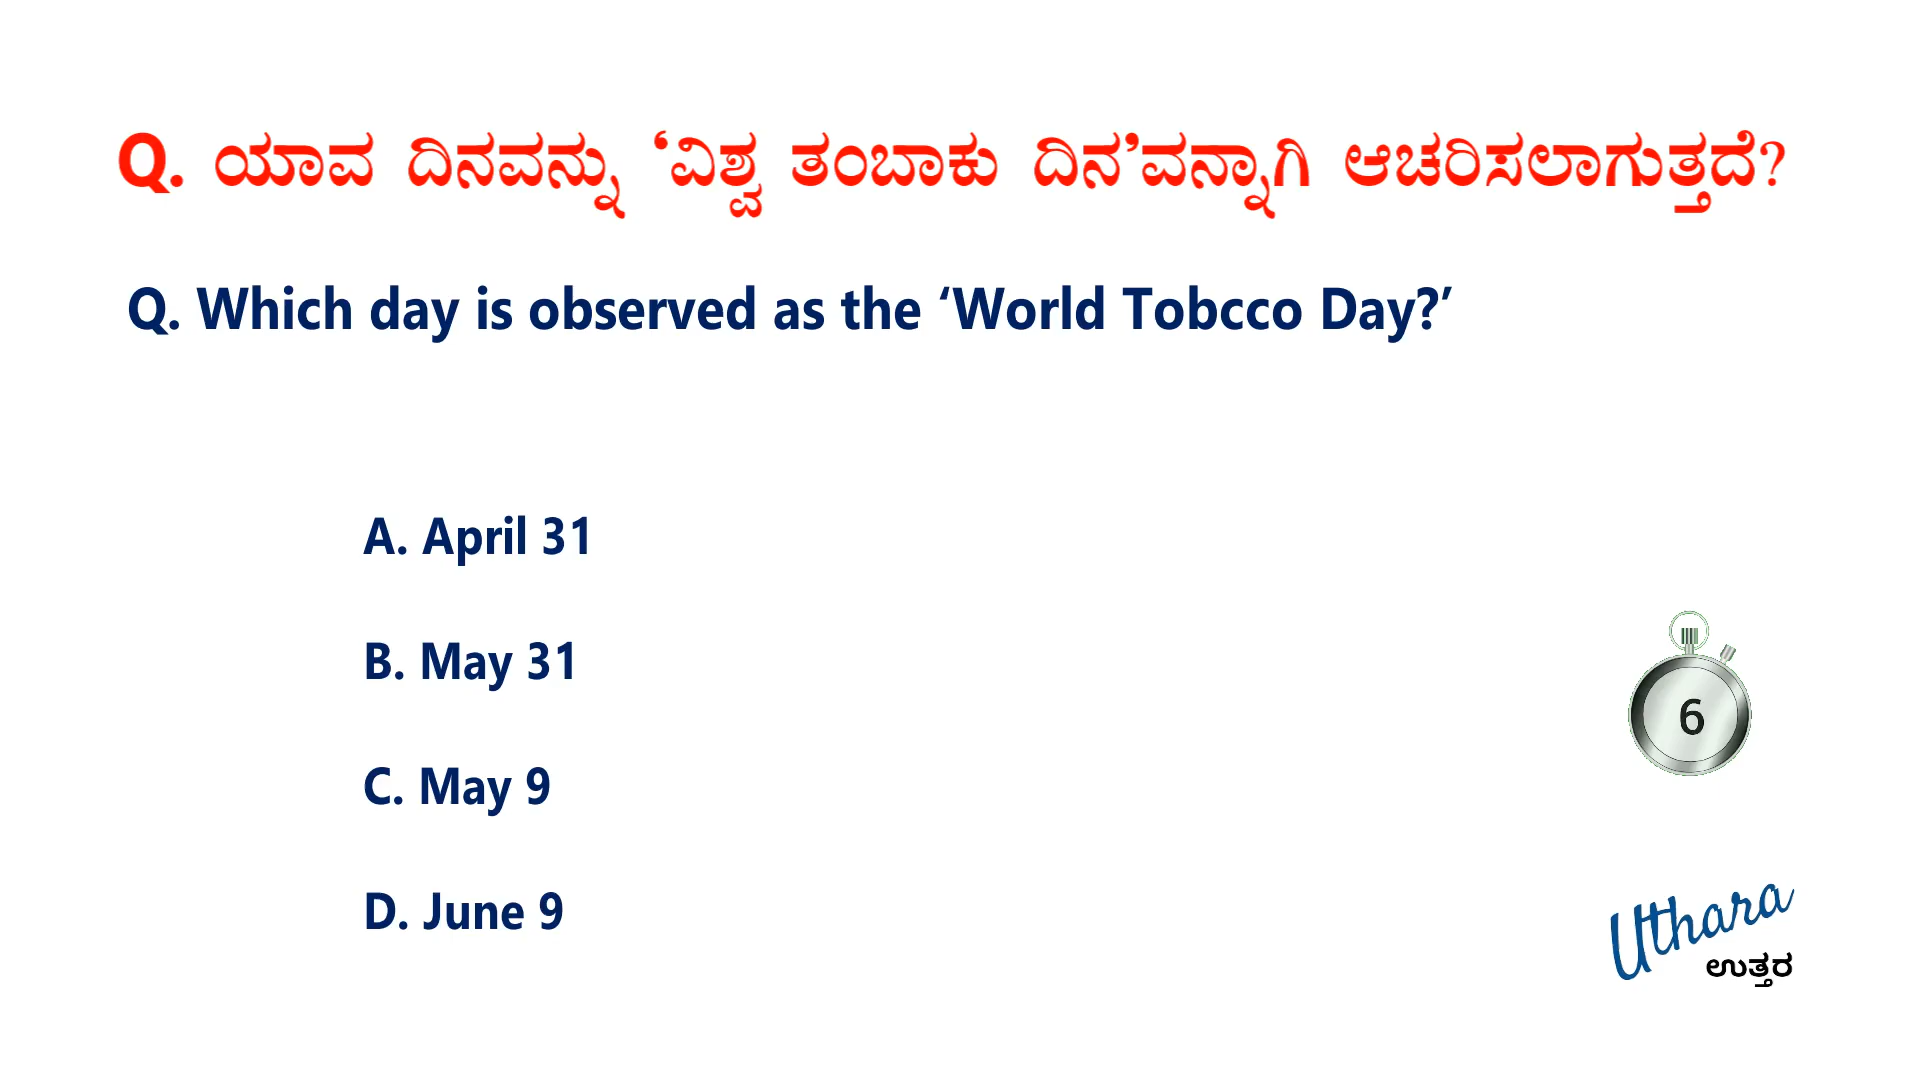 Q. ಯಾವ ದಿನವನ್ನು ‘ವಿಶ್ವ ತಂಬಾಕು ದಿನ’ವನ್ನಾಗಿ ಆಚರಿಸಲಾಗುತ್ತದೆ?
Q. Which day is observed as the ‘World Tobcco Day?’
A. April 31
B. May 31
C. May 9
D. June 9
6
Uthara
ಉತ್ತರ